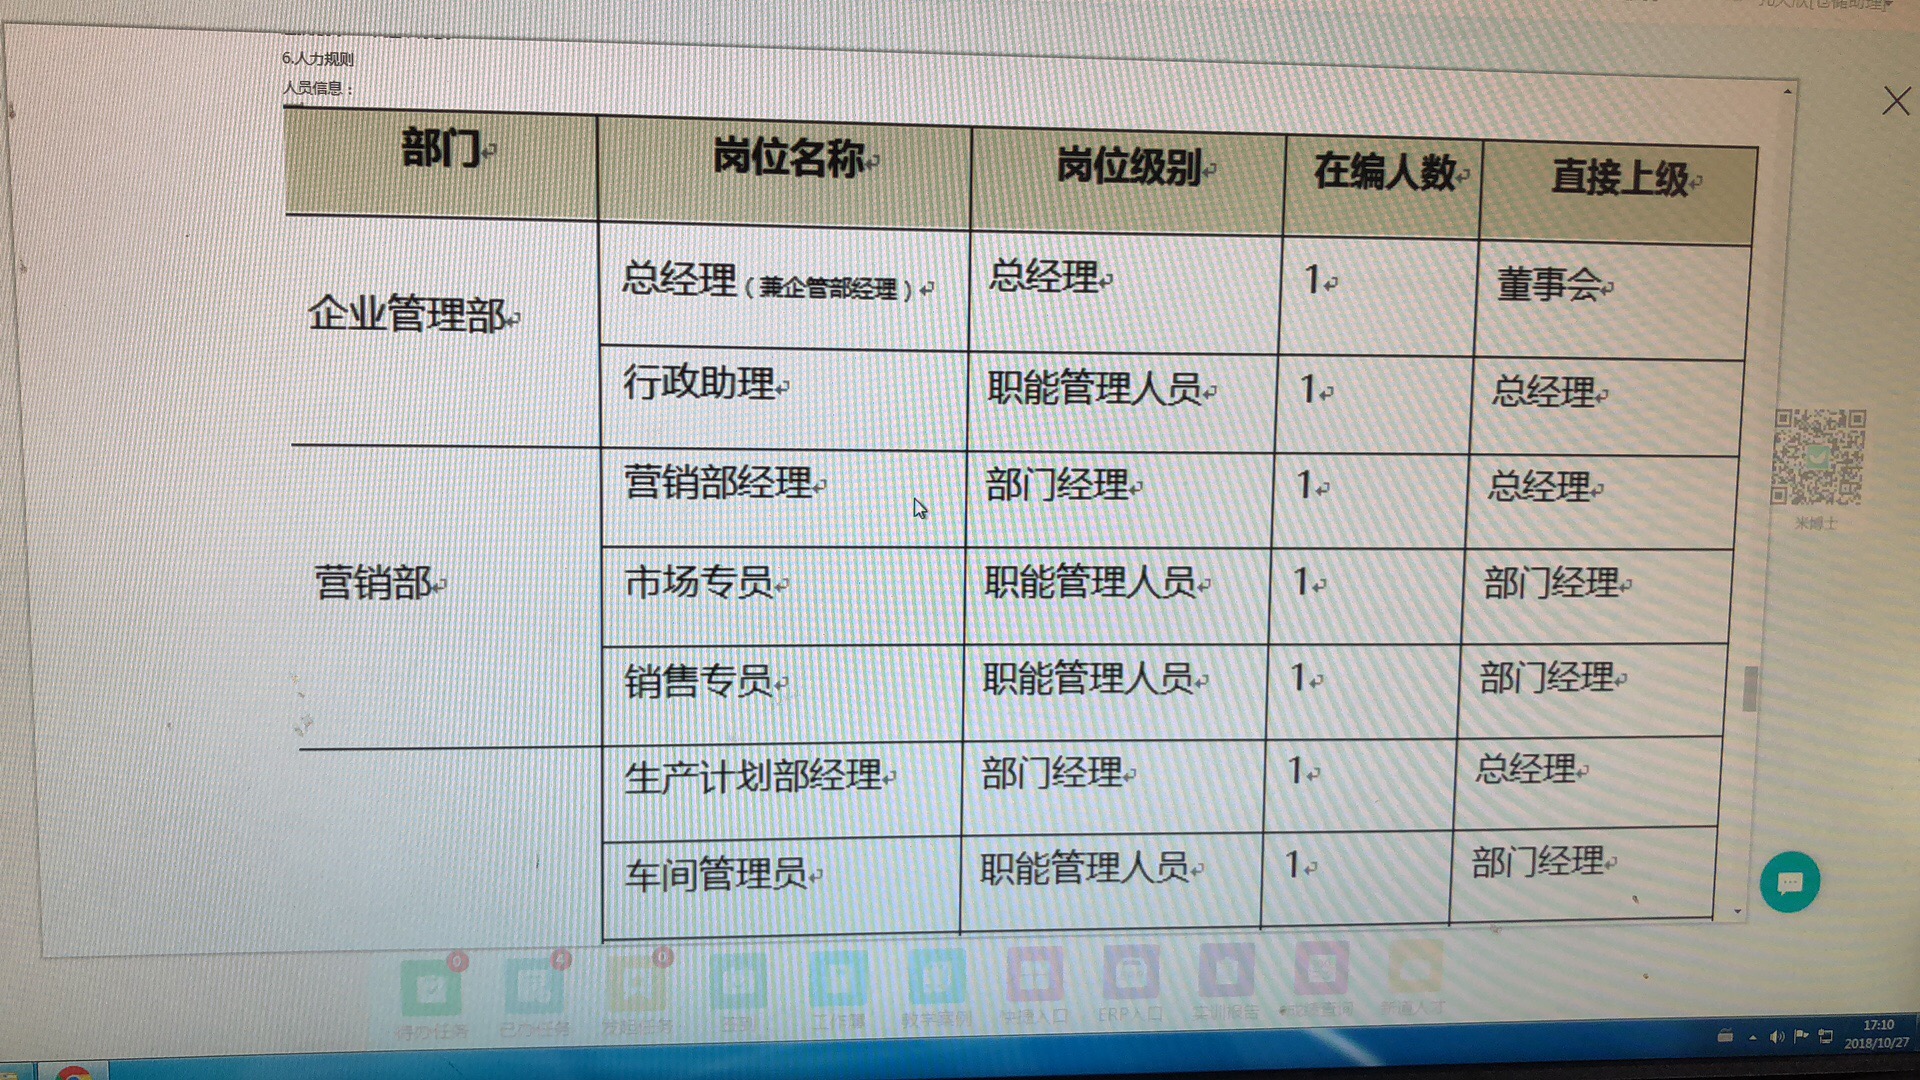 6.人力规则
人员信息：
部门 岗位名称 岗位级别 在编人数 直接上级
企业管理部 总经理（兼企管部经理） 总经理 1 董事会
行政助理 职能管理人员 1 总经理
营销部 营销部经理 部门经理 1 总经理
市场专员 职能管理人员 1 部门经理
销售专员 职能管理人员 1 部门经理
生产计划部经理 部门经理 1 总经理
车间管理员 职能管理人员 1 部门经理
米博士
0 4 0
待办任务 已办任务 发起任务 签到 工作簿 教学案例 快捷入口 ERP入口 实训报告 成绩查询 新道人才
17:10
2018/10/27